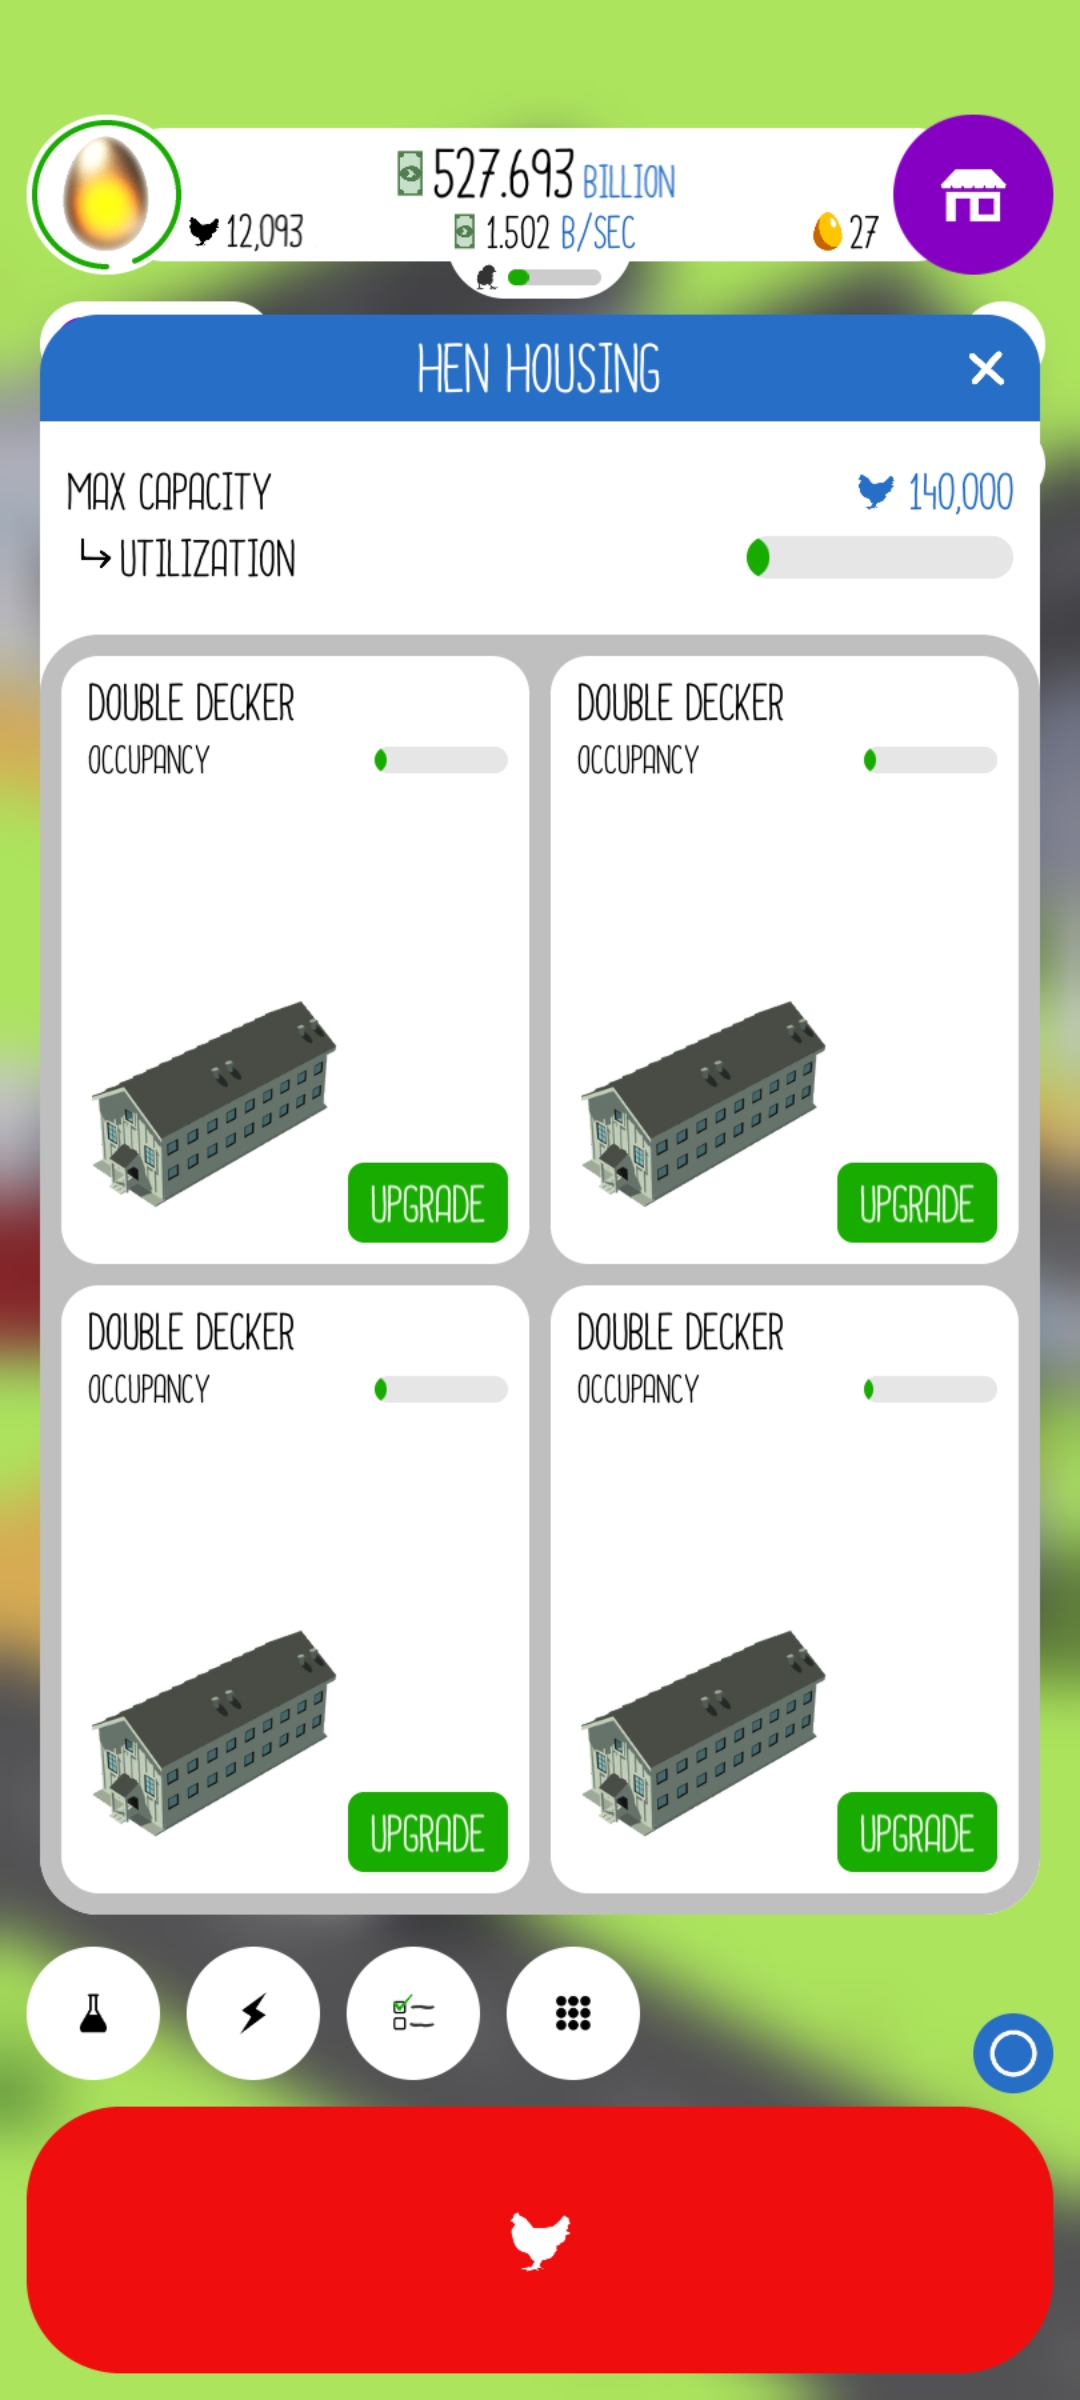 527.693 BILLION
12,093
1.502 B/SEC
27
HEN HOUSING
MAX CAPACITY
140,000
UTILIZATION
DOUBLE DECKER
OCCUPANCY
UPGRADE
DOUBLE DECKER
OCCUPANCY
UPGRADE
DOUBLE DECKER
OCCUPANCY
UPGRADE
DOUBLE DECKER
OCCUPANCY
UPGRADE